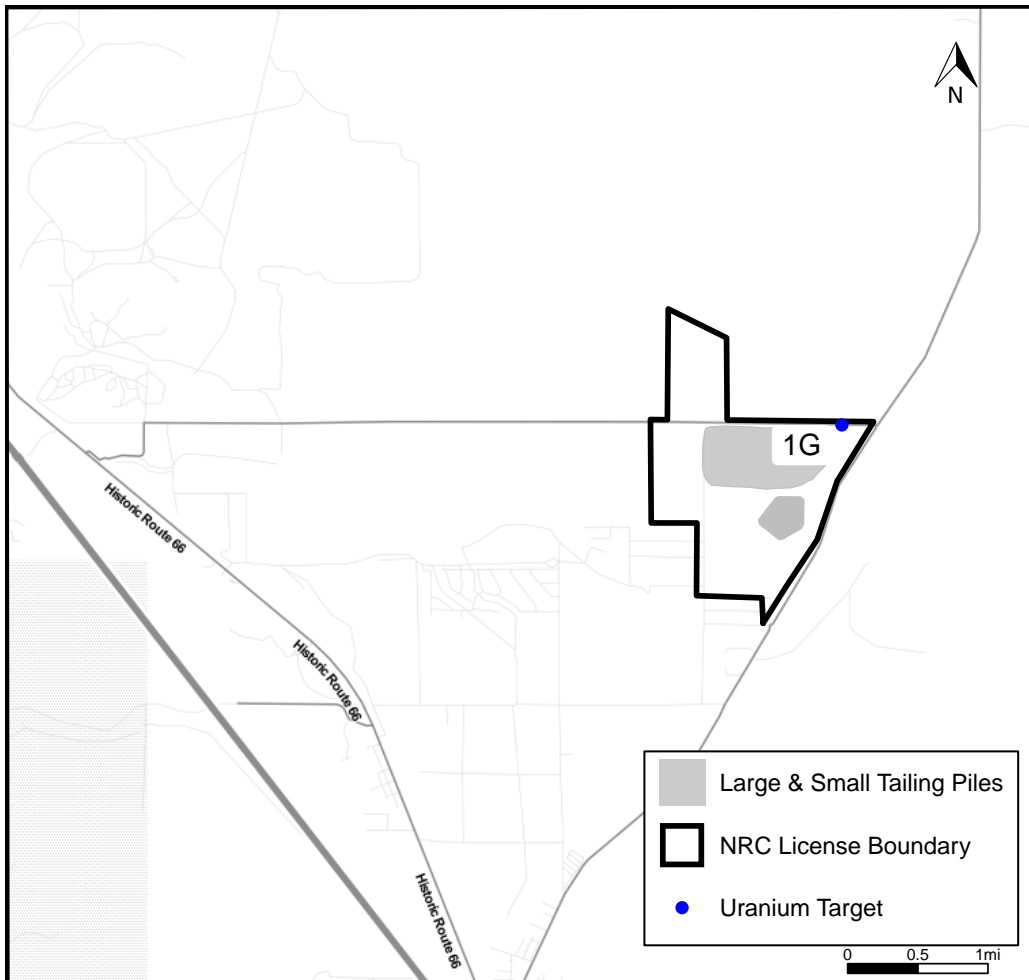 N
1G
Historic Route 66
Historic Route 66
Historic Route 66
Large & Small Tailing Piles
NRC License Boundary
Uranium Target
0 0.5 1mi